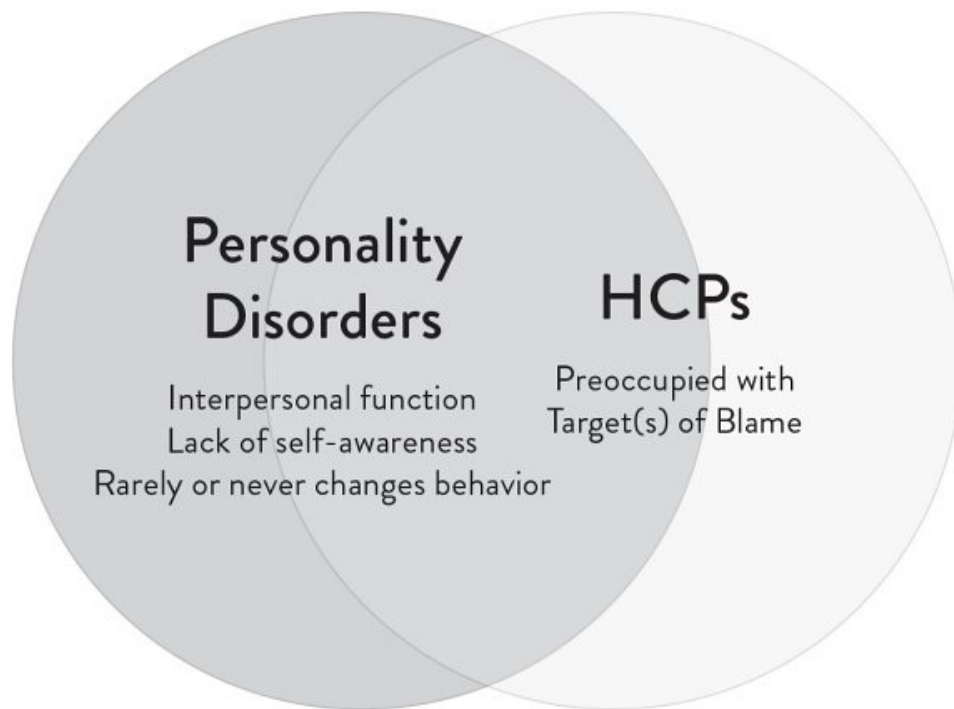 Personality
Disorders
Interpersonal function
Lack of self-awareness
Rarely or never changes behavior
HCPs
Preoccupied with
Target(s) of Blame